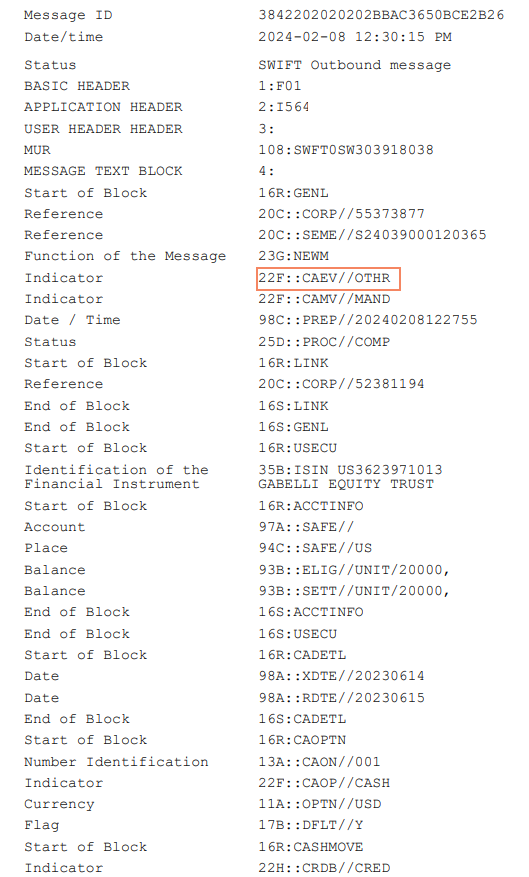 Message ID 3842202020202BBAC3650BCE2B26
Date/time 2024-02-08 12:30:15 PM
Status SWIFT Outbound message
BASIC HEADER 1:F01
APPLICATION HEADER 2:I564
USER HEADER HEADER 3:
MUR 108:SWFT0SW303918038
MESSAGE TEXT BLOCK 4:
Start of Block 16R:GENL
Reference 20C::CORP//55373877
Reference 20C::SEME//S24039000120365
Function of the Message 23G:NEWM
Indicator 22F::CAEV//OTHR
Indicator 22F::CAMV//MAND
Date / Time 98C::PREP//20240208122755
Status 25D::PROC//COMP
Start of Block 16R:LINK
Reference 20C::CORP//52381194
End of Block 16S:LINK
End of Block 16S:GENL
Start of Block 16R:USECU
Identification of the 35B:ISIN US3623971013
Financial Instrument GABELLI EQUITY TRUST
Start of Block 16R:ACCTINFO
Account 97A::SAFE//
Place 94C::SAFE//US
Balance 93B::ELIG//UNIT/20000,
Balance 93B::SETT//UNIT/20000,
End of Block 16S:ACCTINFO
End of Block 16S:USECU
Start of Block 16R:CADETL
Date 98A::XDTE//20230614
Date 98A::RDTE//20230615
End of Block 16S:CADETL
Start of Block 16R:CAOPTN
Number Identification 13A::CAON//001
Indicator 22F::CAOP//CASH
Currency 11A::OPTN//USD
Flag 17B::DFLT//Y
Start of Block 16R:CASHMOVE
Indicator 22H::CRDB//CRED